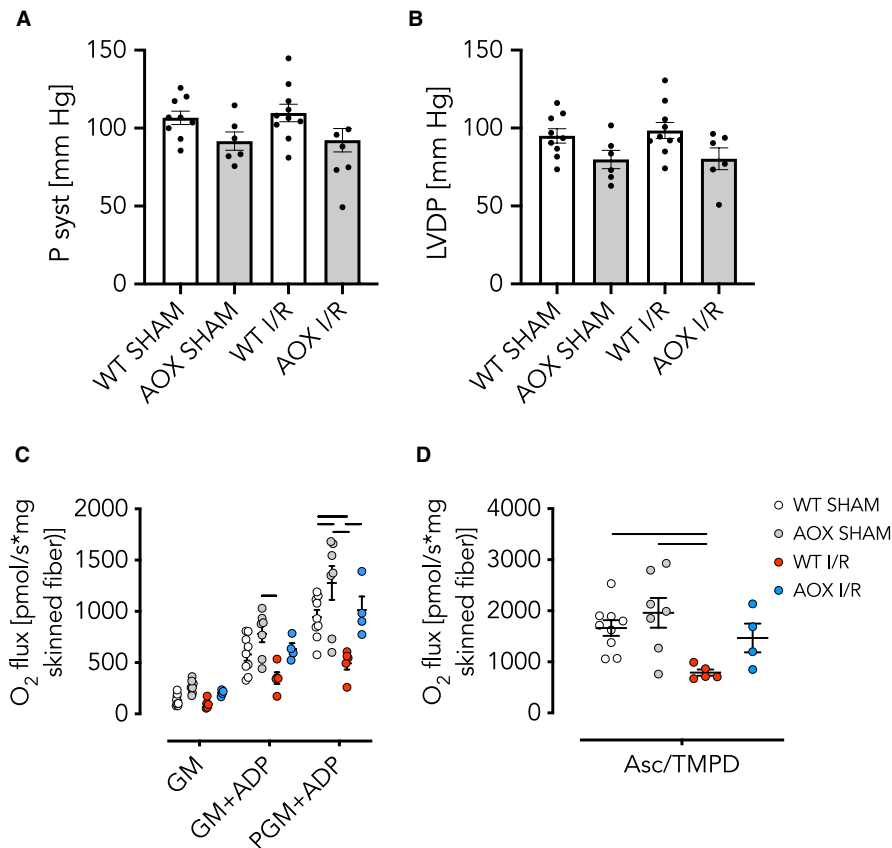 A
P syst [mm Hg]
150
100
50
0
WT SHAM
AOX SHAM
WT I/R
AOX I/R
B
LVDP [mm Hg]
150
100
50
0
WT SHAM
AOX SHAM
WT I/R
AOX I/R
C
O2 flux [pmol/s*mg
skinned fiber)]
2000
1500
1000
500
0
GM
GM+ADP
PGM+ADP
D
O2 flux [pmol/s*mg
skinned fiber)]
4000
3000
2000
1000
0
Asc/TMPD
WT SHAM
AOX SHAM
WT I/R
AOX I/R